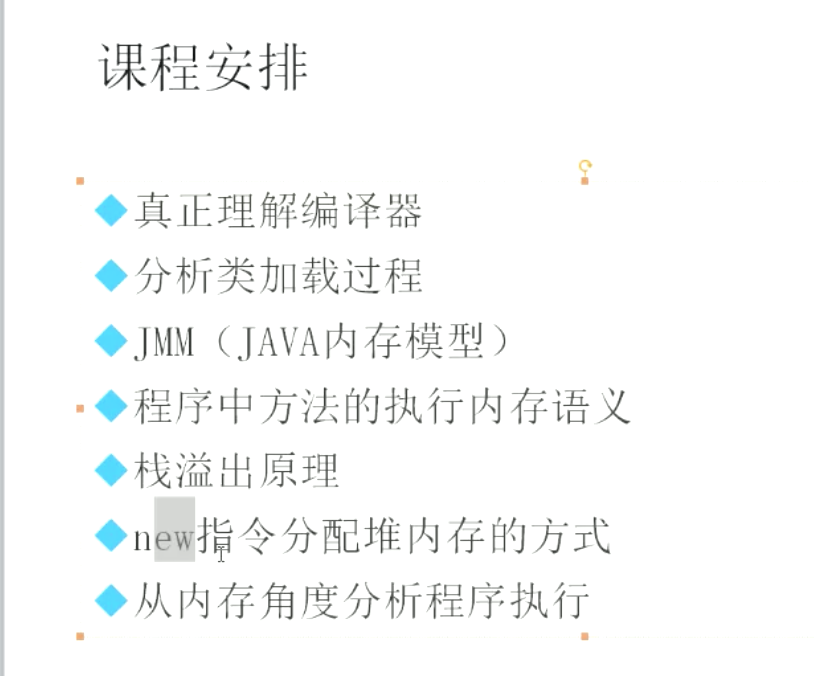 课程安排
真正理解编译器
分析类加载过程
JMM（JAVA内存模型）
程序中方法的执行内存语义
栈溢出原理
new指令分配堆内存的方式
从内存角度分析程序执行